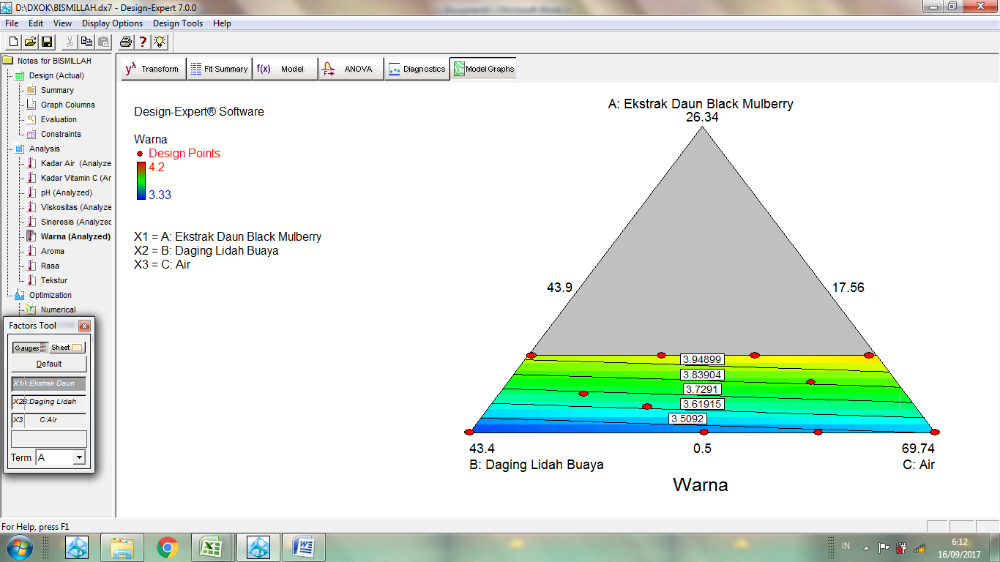 D:\DXOK\BISMILLAH.dx7 - Design-Expert 7.0.0
File Edit View Display Options Design Tools Help
Notes for BISMILLAH
Design (Actual)
Summary
Graph Columns
Evaluation
Constraints
Analysis
Kadar Air (Analyze
Kadar Vitamin C (Ar
pH (Analyzed)
Viskositas (Analyze
Sineresis (Analyzed
Warna (Analyzed)
Aroma
Rasa
Tekstur
Optimization
Numerical
Factors Tool
Gauges Sheet
Default
X1A:Ekstrak Daun
X2B:Daging Lidah
X3 C:Air
Term A
yλ Transform Fit Summary f(x) Model ANOVA Diagnostics Model Graphs
Design-Expert® Software
Warna
Design Points
4.2
3.33
X1 = A: Ekstrak Daun Black Mulberry
X2 = B: Daging Lidah Buaya
X3 = C: Air
A: Ekstrak Daun Black Mulberry
26.34
43.9 17.56
3.94899
3.83904
3.7291
3.61915
3.5092
43.4 0.5 69.74
B: Daging Lidah Buaya C: Air
Warna
For Help, press F1
IN
6:12
16/09/2017